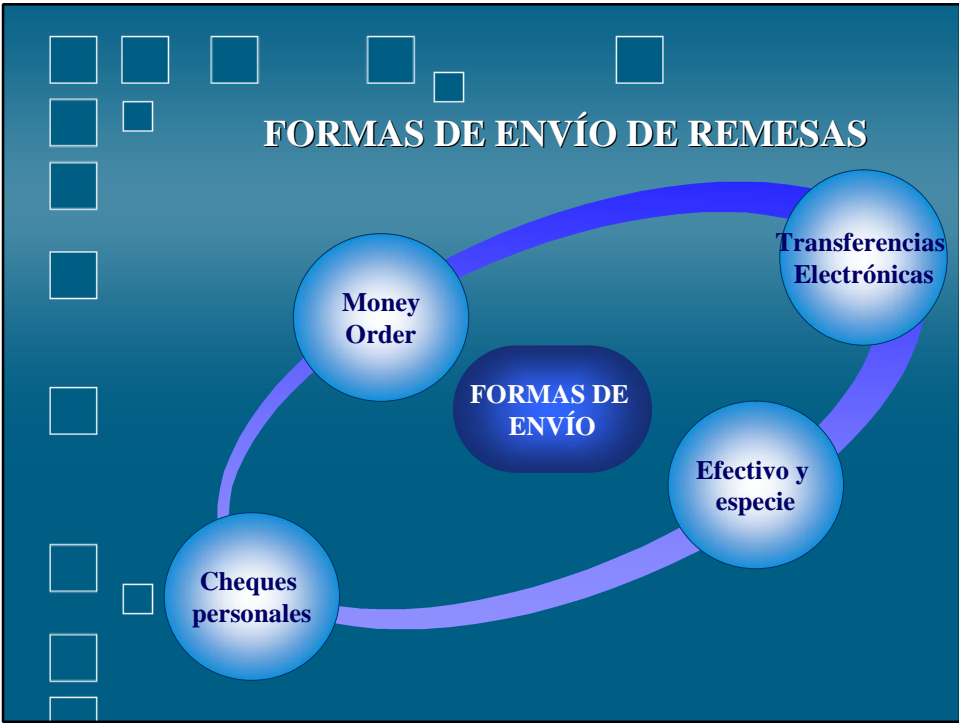 FORMAS DE ENVÍO DE REMESAS
Transferencias
Electrónicas
Money
Order
FORMAS DE
ENVÍO
Efectivo y
especie
Cheques
personales